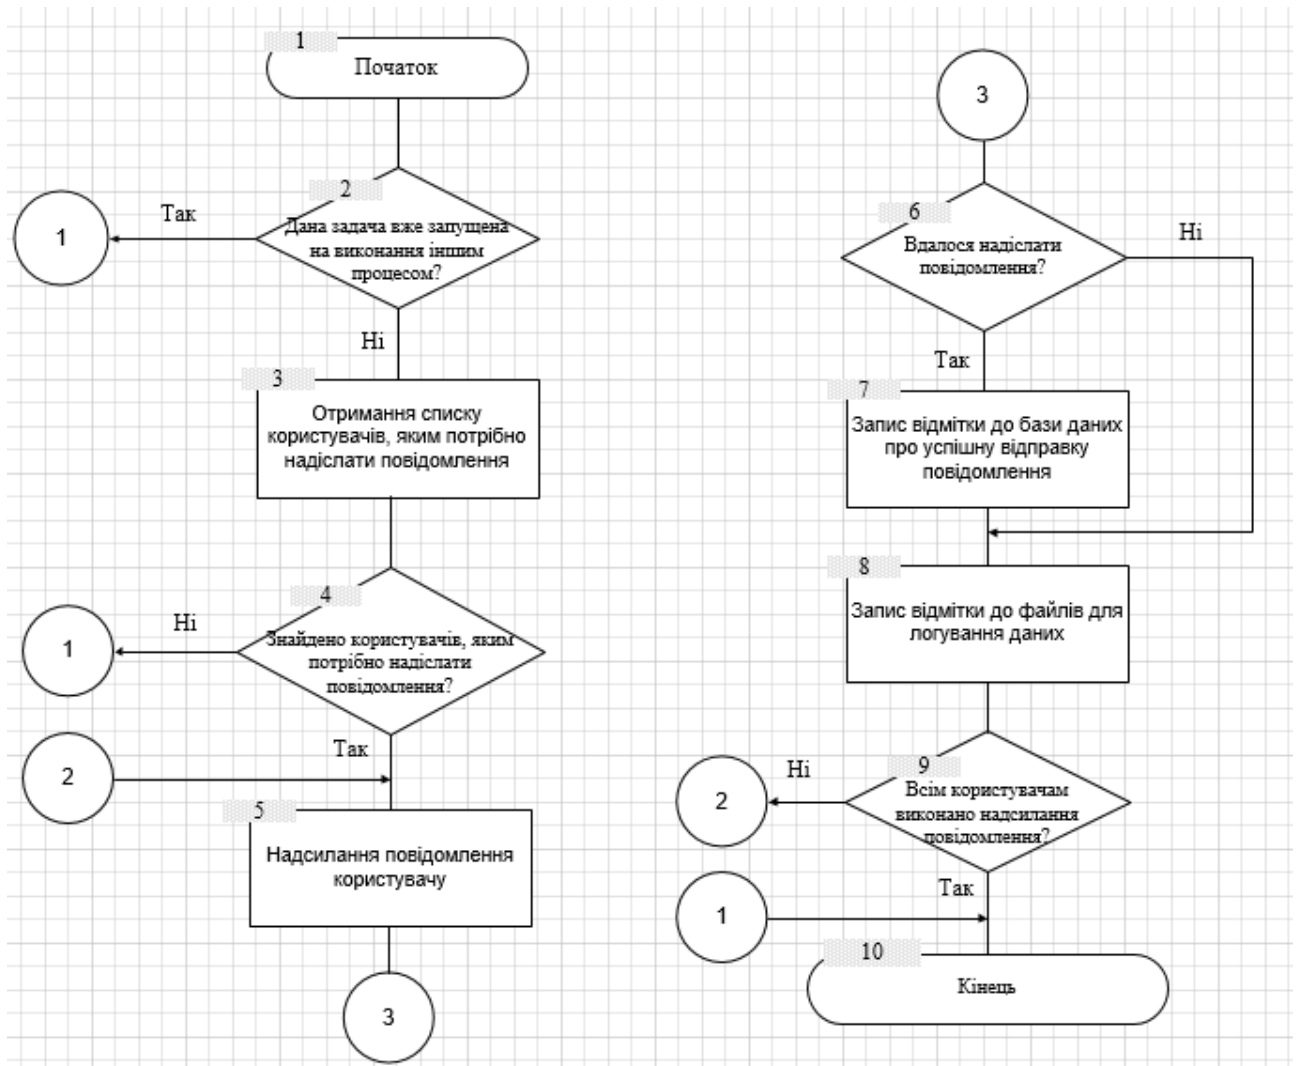 1
Початок
2
Дана задача вже запущена
на виконання іншим
процесом?
Так
1
Ні
3
Отримання списку
користувачів, яким потрібно
надіслати повідомлення
4
Знайдено користувачів, яким
потрібно надіслати
повідомлення?
Ні
1
Так
2
5
Надсилання повідомлення
користувачу
3
3
6
Вдалося надіслати
повідомлення?
Ні
Так
7
Запис відмітки до бази даних
про успішну відправку
повідомлення
8
Запис відмітки до файлів для
логування даних
9
Всім користувачам
виконано надсилання
повідомлення?
Ні
2
Так
1
10
Кінець